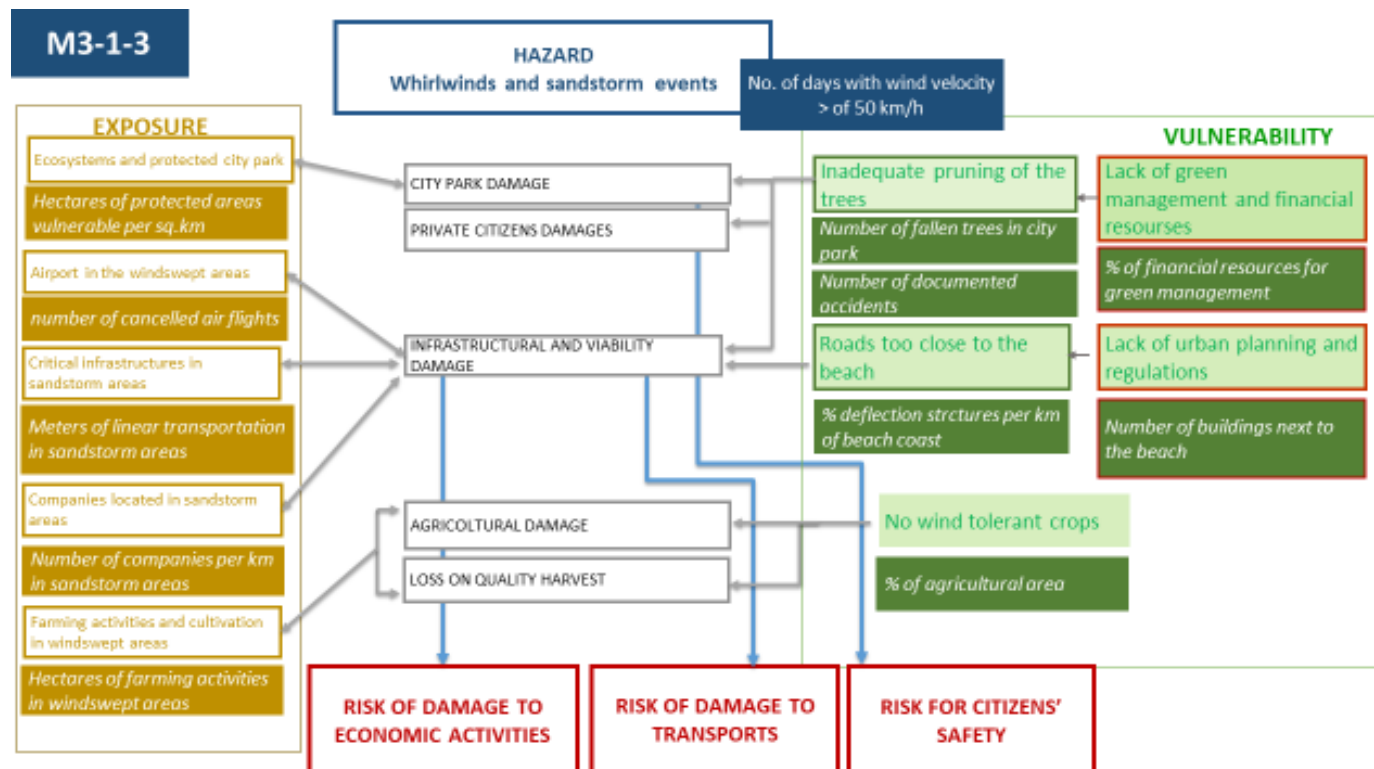 M3-1-3
HAZARD
Whirlwinds and sandstorm events
No. of days with wind velocity
> of 50 km/h
EXPOSURE
Ecosystems and protected city park
Hectares of protected areas
vulnerable per sq.km
Airport in the windswept areas
number of cancelled air flights
Critical infrastructures in
sandstorm areas
Meters of linear transportation
in sandstorm areas
Companies located in sandstorm
areas
Number of companies per km
in sandstorm areas
Farming activities and cultivation
in windswept areas
Hectares of farming activities
in windswept areas
CITY PARK DAMAGE
PRIVATE CITIZENS DAMAGES
INFRASTRUCTURAL AND VIABILITY
DAMAGE
AGRICOLTURAL DAMAGE
LOSS ON QUALITY HARVEST
VULNERABILITY
Inadequate pruning of the
trees
Number of fallen trees in city
park
Number of documented
accidents
Roads too close to the
beach
% deflection strctures per km
of beach coast
Lack of green
management and financial
resourses
% of financial resources for
green management
Lack of urban planning and
regulations
Number of buildings next to
the beach
No wind tolerant crops
% of agricultural area
RISK OF DAMAGE TO
ECONOMIC ACTIVITIES
RISK OF DAMAGE TO
TRANSPORTS
RISK FOR CITIZENS'
SAFETY